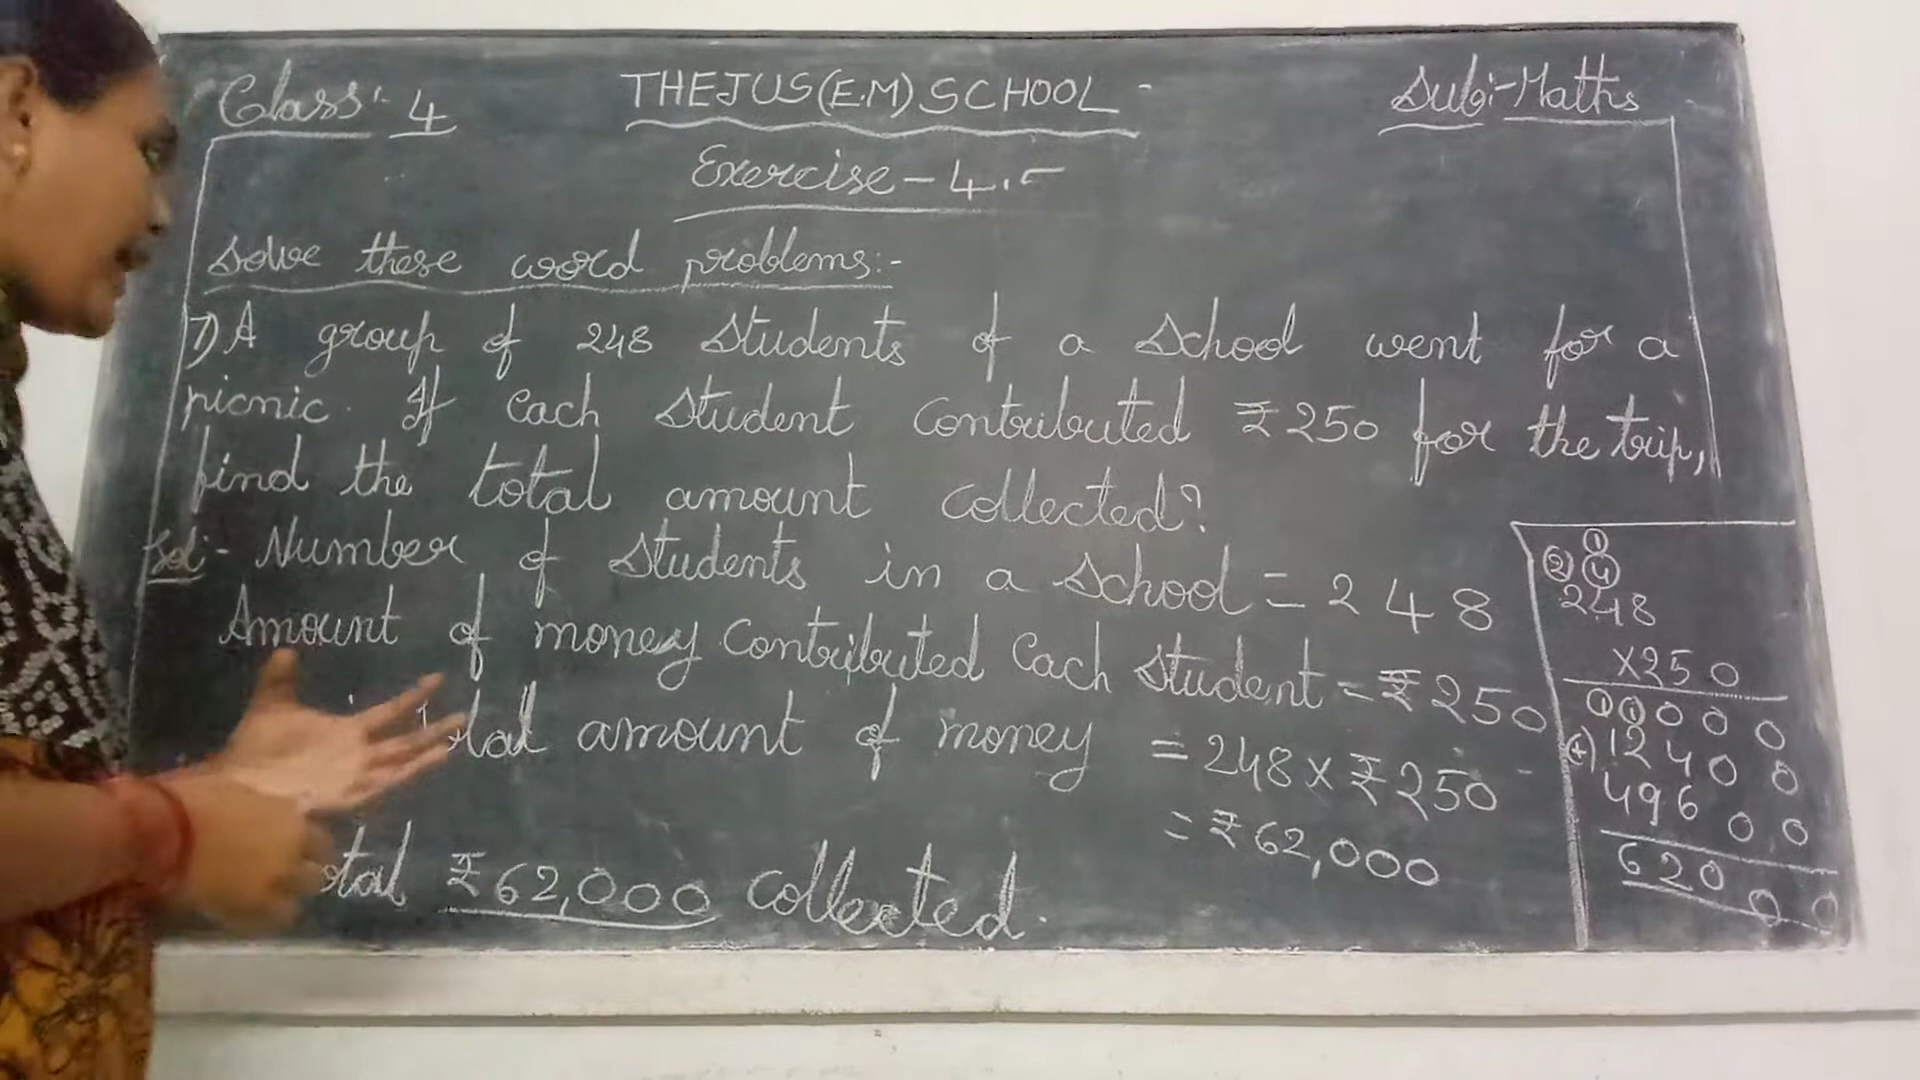 Class:- 4
THEJUS (E.M) SCHOOL
Sub:- Maths
Exercise - 4.5
Solve these word problems:-
7) A group of 248 Students of a School went for a
picnic. If each Student Contributed ₹250 for the trip,
find the total amount collected?
Sol:- Number of Students in a School = 248
Amount of money Contributed Each Student = ₹250
amount of money = 248 x ₹250
= ₹62,000
₹62,000 Collected.
1
2 4
248
x250
11000
(+) 12400
49600
62000